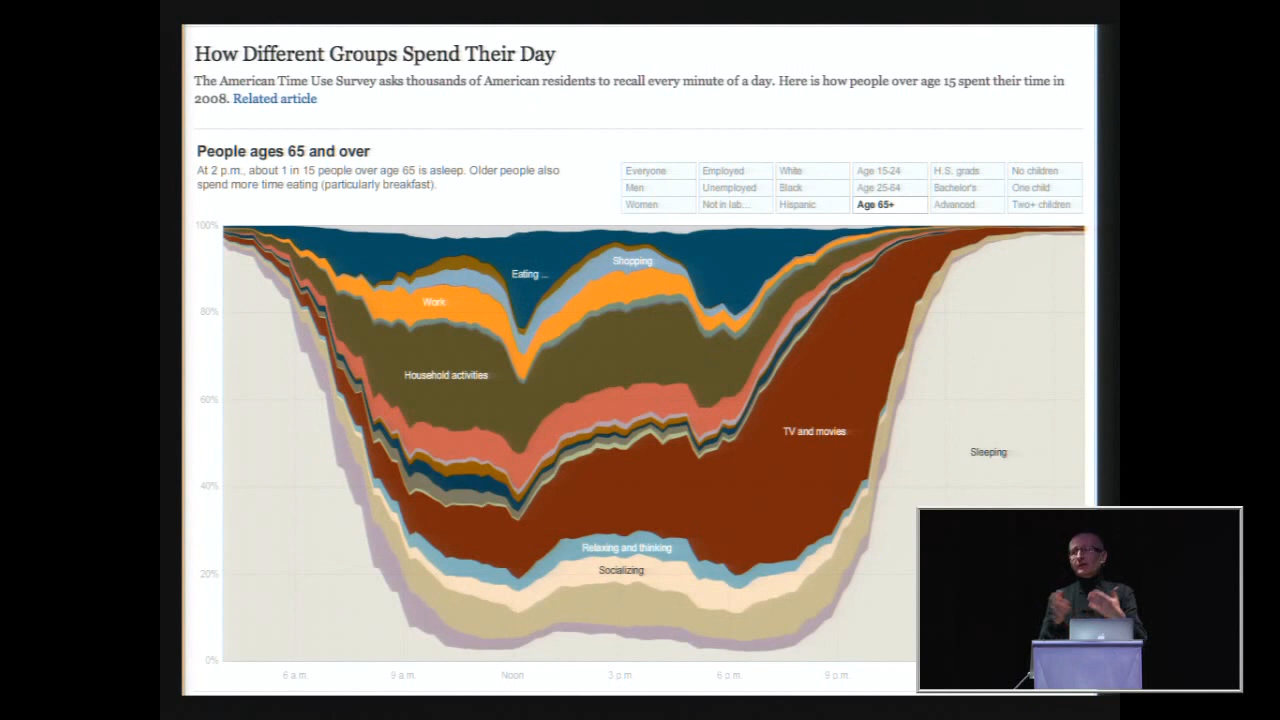 How Different Groups Spend Their Day
The American Time Use Survey asks thousands of American residents to recall every minute of a day. Here is how people over age 15 spent their time in
2008. Related article
People ages 65 and over
At 2 p.m., about 1 in 15 people over age 65 is asleep. Older people also
spend more time eating (particularly breakfast).
Everyone Employed White Age 15-24 H.S. grads No children
Men Unemployed Black Age 25-64 Bachelor's One child
Women Not in lab... Hispanic Age 65+ Advanced Two+ children
100%
Shopping
Eating ...
Work
80%
Household activities
60%
TV and movies
Sleeping
40%
Relaxing and thinking
Socializing
20%
0%
6 a.m. 9 a.m. Noon 3 p.m. 6 p.m. 9 p.m.